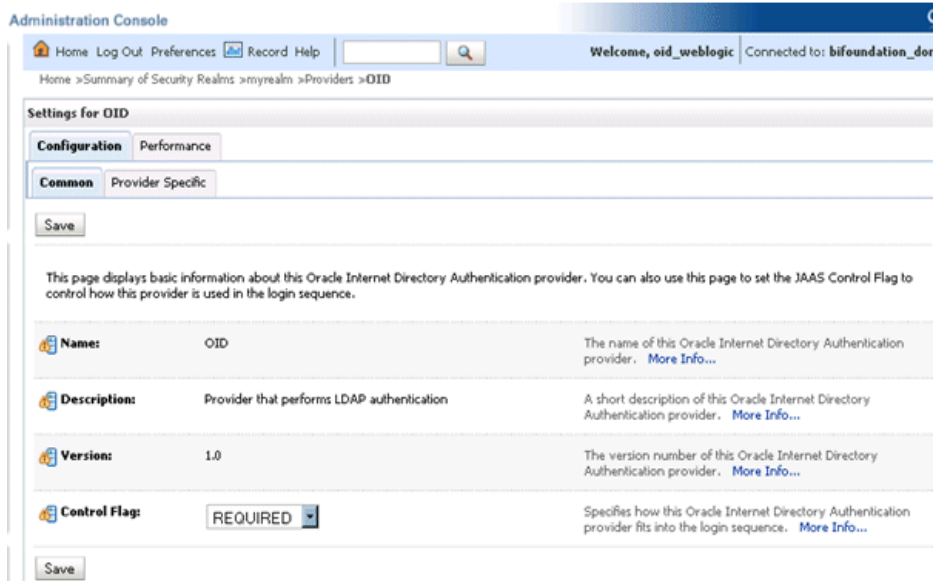 Administration Console
Home Log Out Preferences Record Help
Welcome, oid_weblogic Connected to: bifoundation_dor
Home >Summary of Security Realms >myrealm >Providers >OID
Settings for OID
Configuration Performance
Common Provider Specific
Save
This page displays basic information about this Oracle Internet Directory Authentication provider. You can also use this page to set the JAAS Control Flag to
control how this provider is used in the login sequence.
Name: OID The name of this Oracle Internet Directory Authentication
provider. More Info...
Description: Provider that performs LDAP authentication A short description of this Oracle Internet Directory
Authentication provider. More Info...
Version: 1.0 The version number of this Oracle Internet Directory
Authentication provider. More Info...
Control Flag: REQUIRED Specifies how this Oracle Internet Directory Authentication
provider fits into the login sequence. More Info...
Save